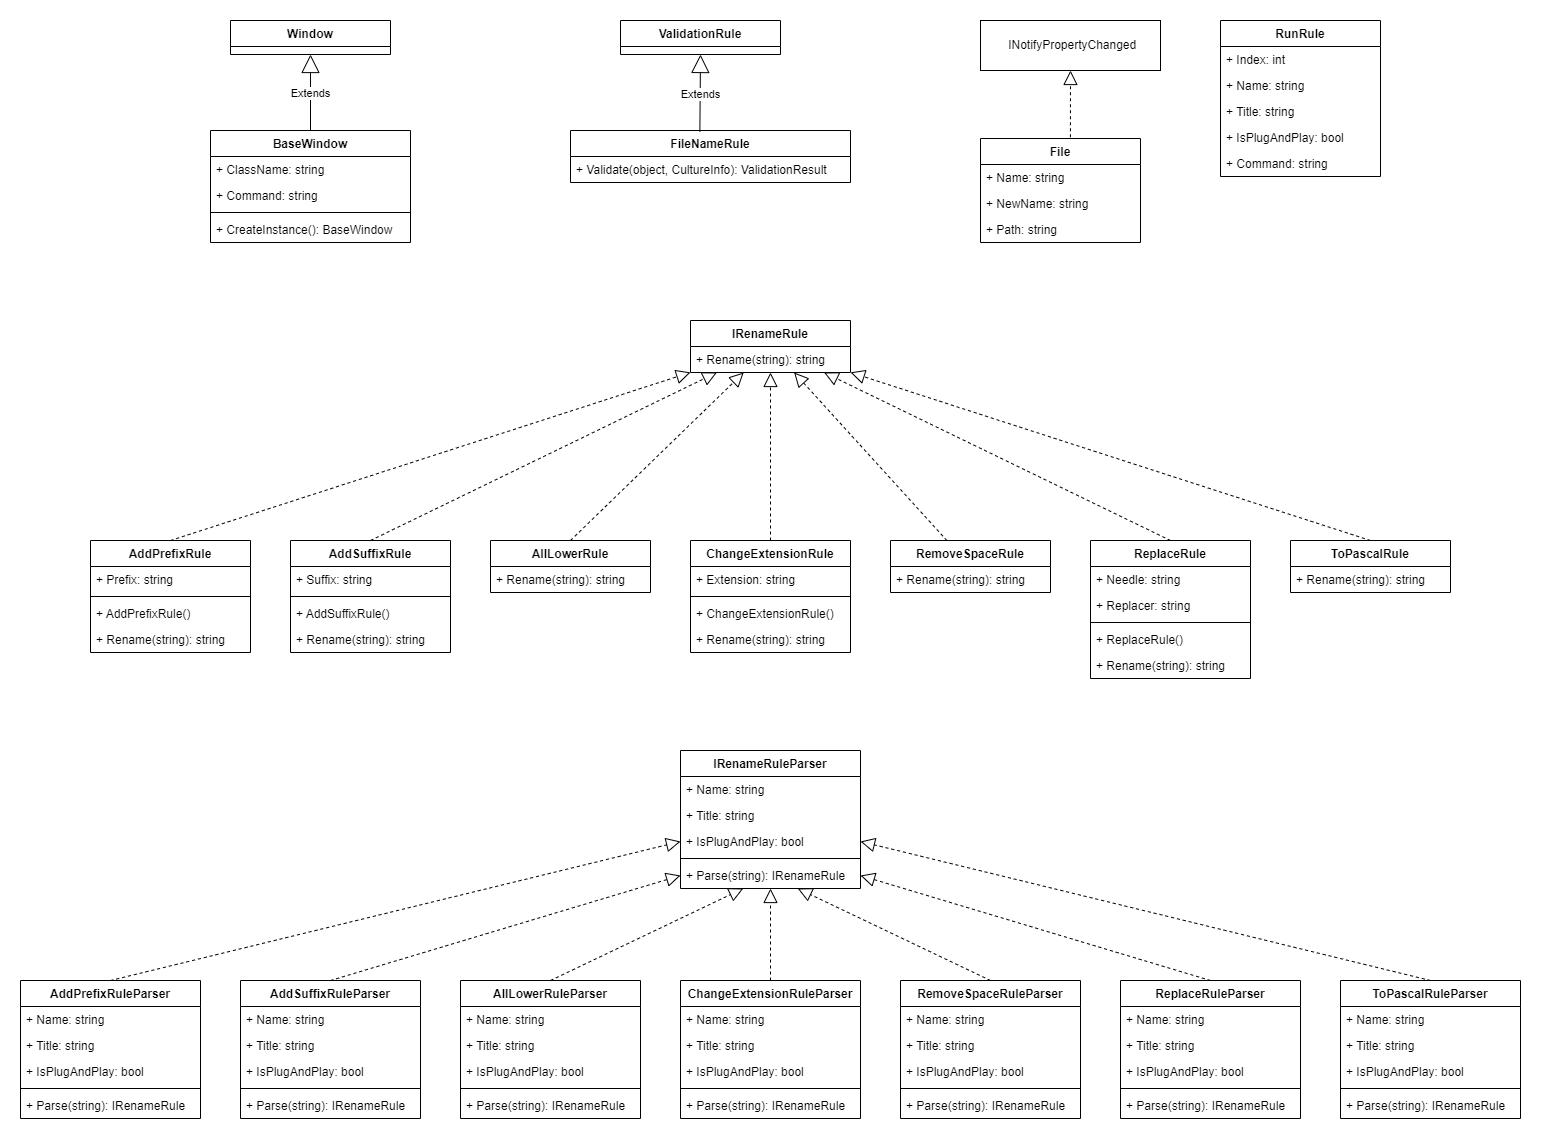 Window
Extends
BaseWindow
+ ClassName: string
+ Command: string
+ CreateInstance(): BaseWindow
ValidationRule
Extends
FileNameRule
+ Validate(object, CultureInfo): ValidationResult
INotifyPropertyChanged
File
+ Name: string
+ NewName: string
+ Path: string
RunRule
+ Index: int
+ Name: string
+ Title: string
+ IsPlugAndPlay: bool
+ Command: string
IRenameRule
+ Rename(string): string
AddPrefixRule
+ Prefix: string
+ AddPrefixRule()
+ Rename(string): string
AddSuffixRule
+ Suffix: string
+ AddSuffixRule()
+ Rename(string): string
AllLowerRule
+ Rename(string): string
ChangeExtensionRule
+ Extension: string
+ ChangeExtensionRule()
+ Rename(string): string
RemoveSpaceRule
+ Rename(string): string
ReplaceRule
+ Needle: string
+ Replacer: string
+ ReplaceRule()
+ Rename(string): string
ToPascalRule
+ Rename(string): string
IRenameRuleParser
+ Name: string
+ Title: string
+ IsPlugAndPlay: bool
+ Parse(string): IRenameRule
AddPrefixRuleParser
+ Name: string
+ Title: string
+ IsPlugAndPlay: bool
+ Parse(string): IRenameRule
AddSuffixRuleParser
+ Name: string
+ Title: string
+ IsPlugAndPlay: bool
+ Parse(string): IRenameRule
AllLowerRuleParser
+ Name: string
+ Title: string
+ IsPlugAndPlay: bool
+ Parse(string): IRenameRule
ChangeExtensionRuleParser
+ Name: string
+ Title: string
+ IsPlugAndPlay: bool
+ Parse(string): IRenameRule
RemoveSpaceRuleParser
+ Name: string
+ Title: string
+ IsPlugAndPlay: bool
+ Parse(string): IRenameRule
ReplaceRuleParser
+ Name: string
+ Title: string
+ IsPlugAndPlay: bool
+ Parse(string): IRenameRule
ToPascalRuleParser
+ Name: string
+ Title: string
+ IsPlugAndPlay: bool
+ Parse(string): IRenameRule